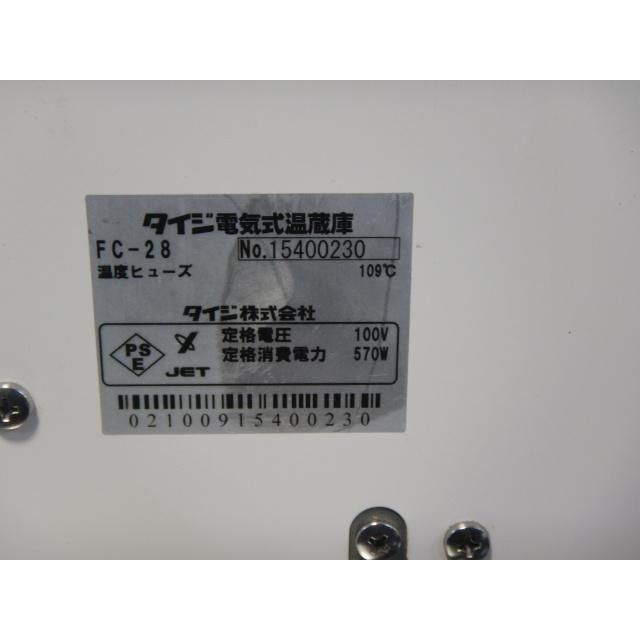 タイジ電気式温蔵庫
FC-28 No.15400230
温度ヒューズ 109℃
タイジ株式会社
定格電圧 100V
定格消費電力 570W
PS
E
JET
02100915400230